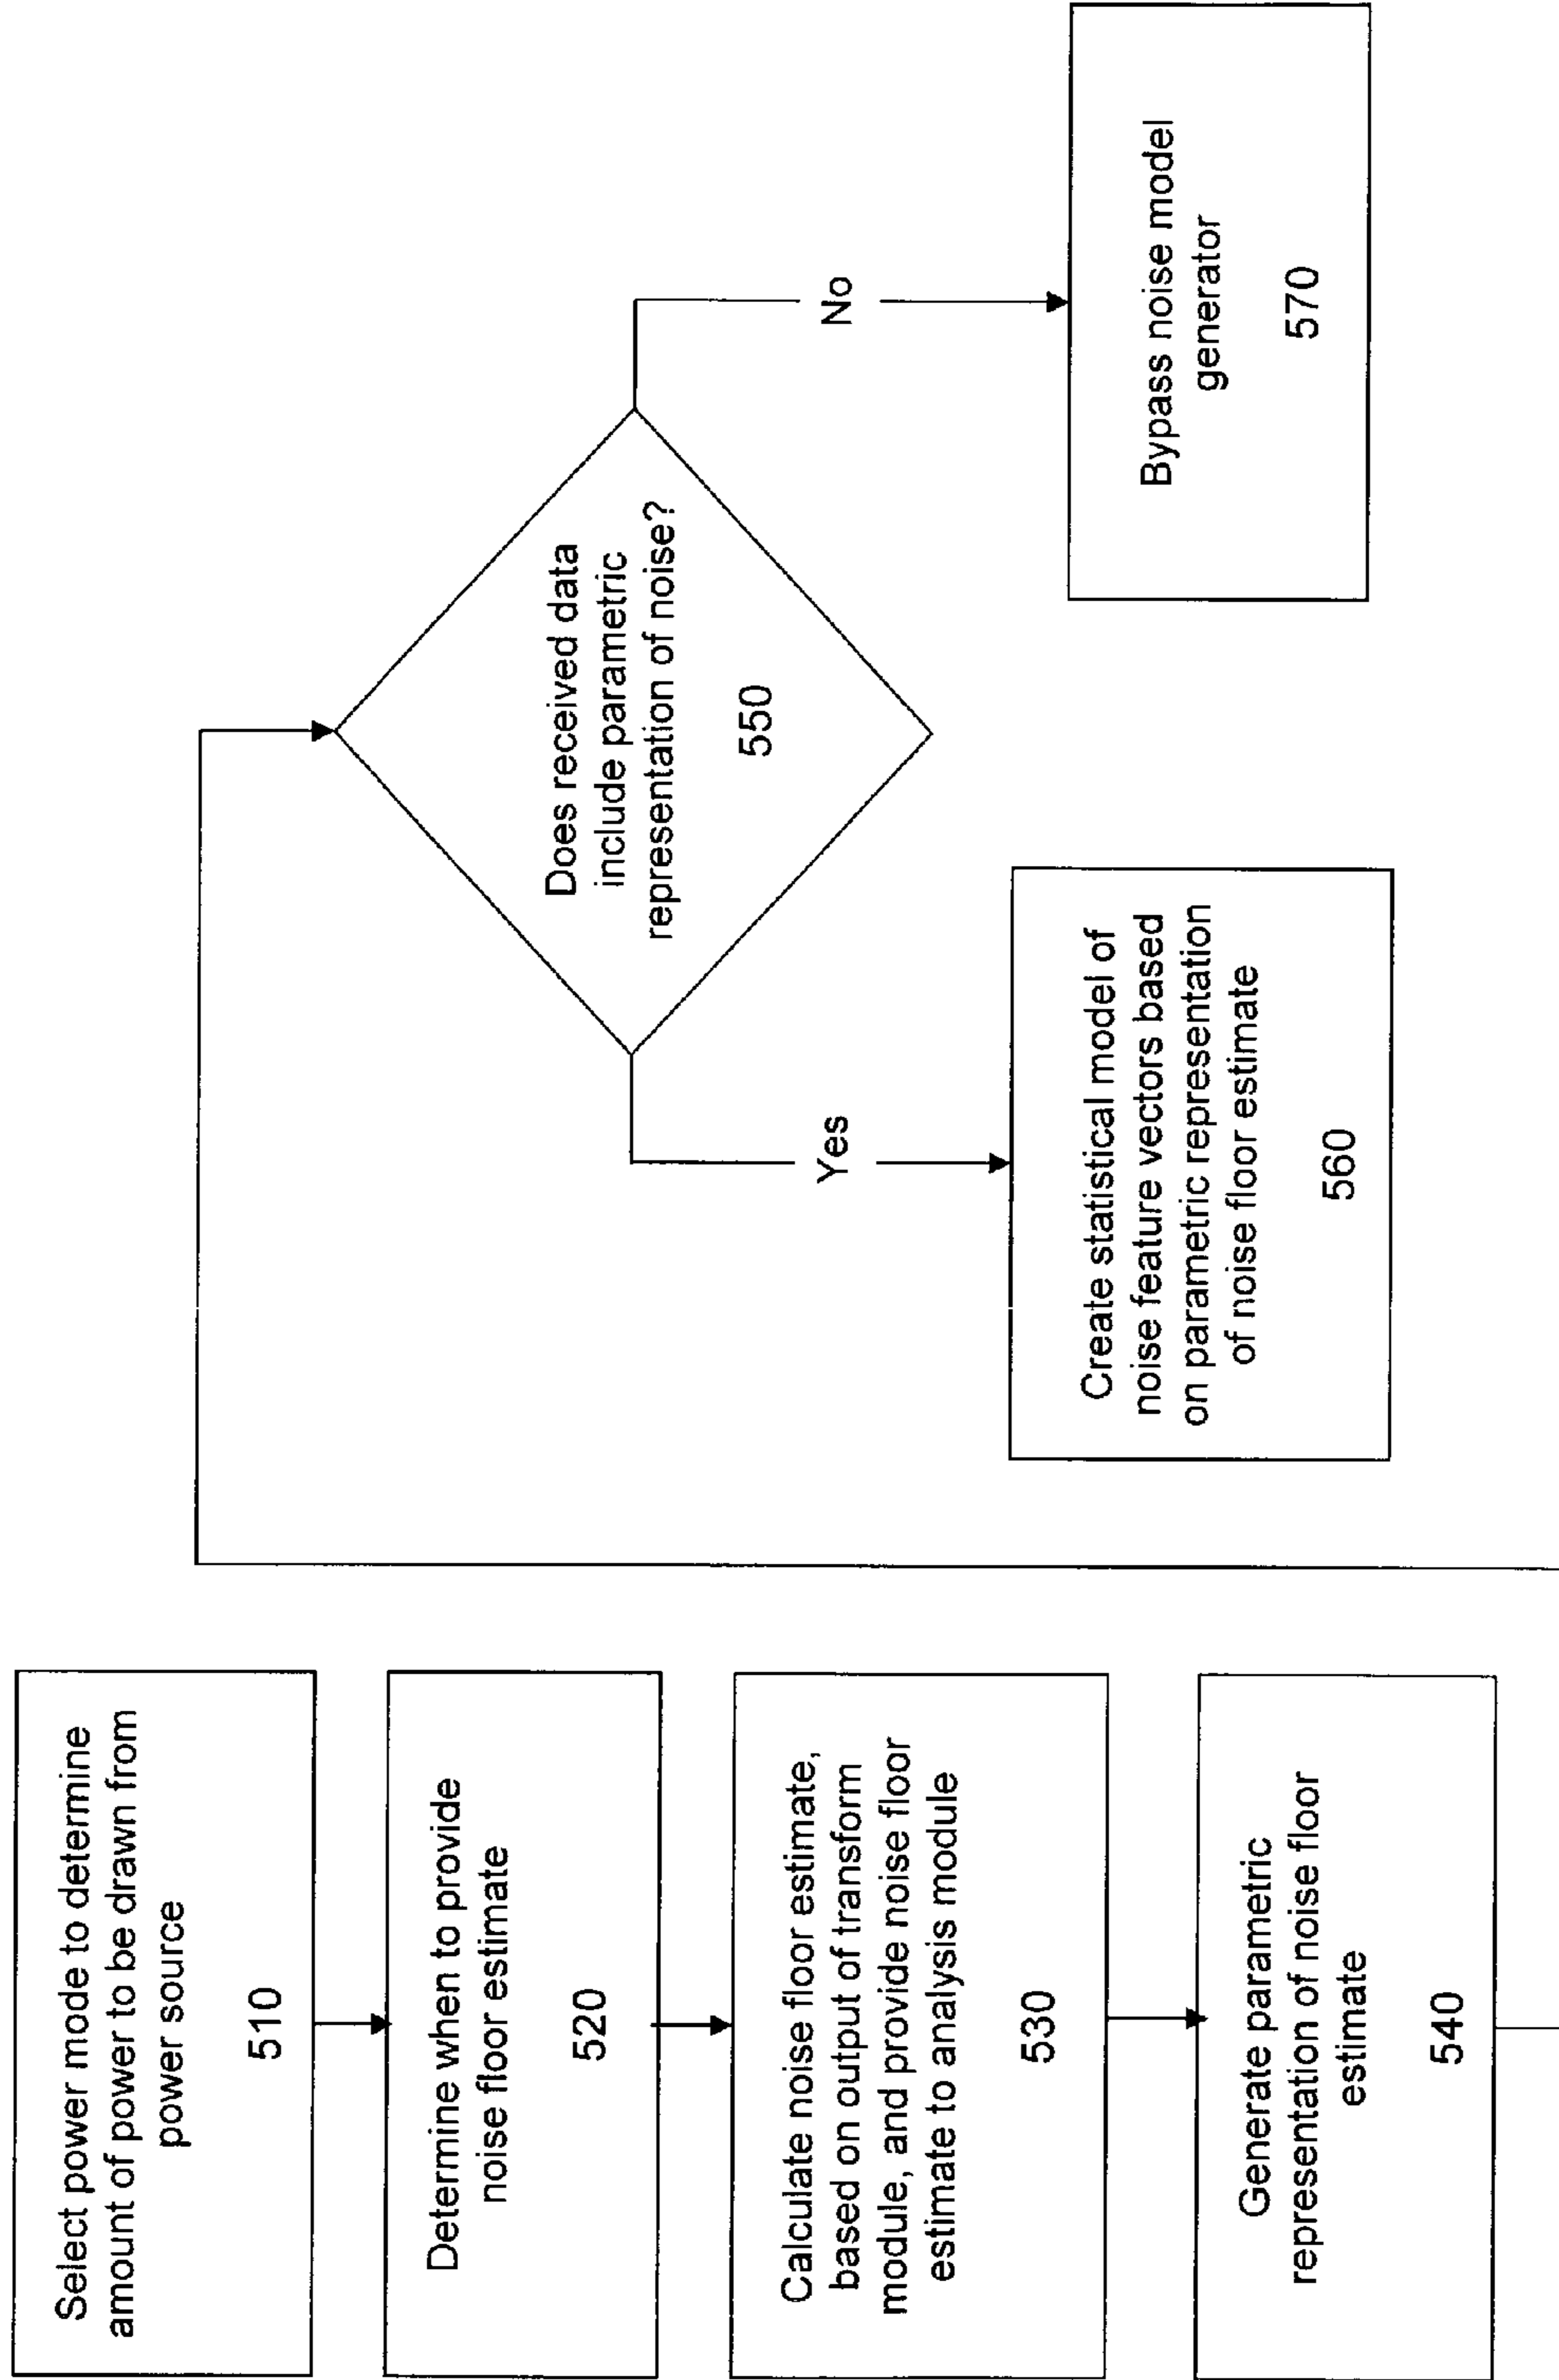 Select power mode to determine
amount of power to be drawn from
power source
510
Determine when to provide
noise floor estimate
520
Calculate noise floor estimate,
based on output of transform
module, and provide noise floor
estimate to analysis module
530
Generate parametric
representation of noise floor
estimate
540
Does received data
include parametric
representation of noise?
550
Yes
No
Create statistical model of
noise feature vectors based
on parametric representation
of noise floor estimate
560
Bypass noise model
generator
570